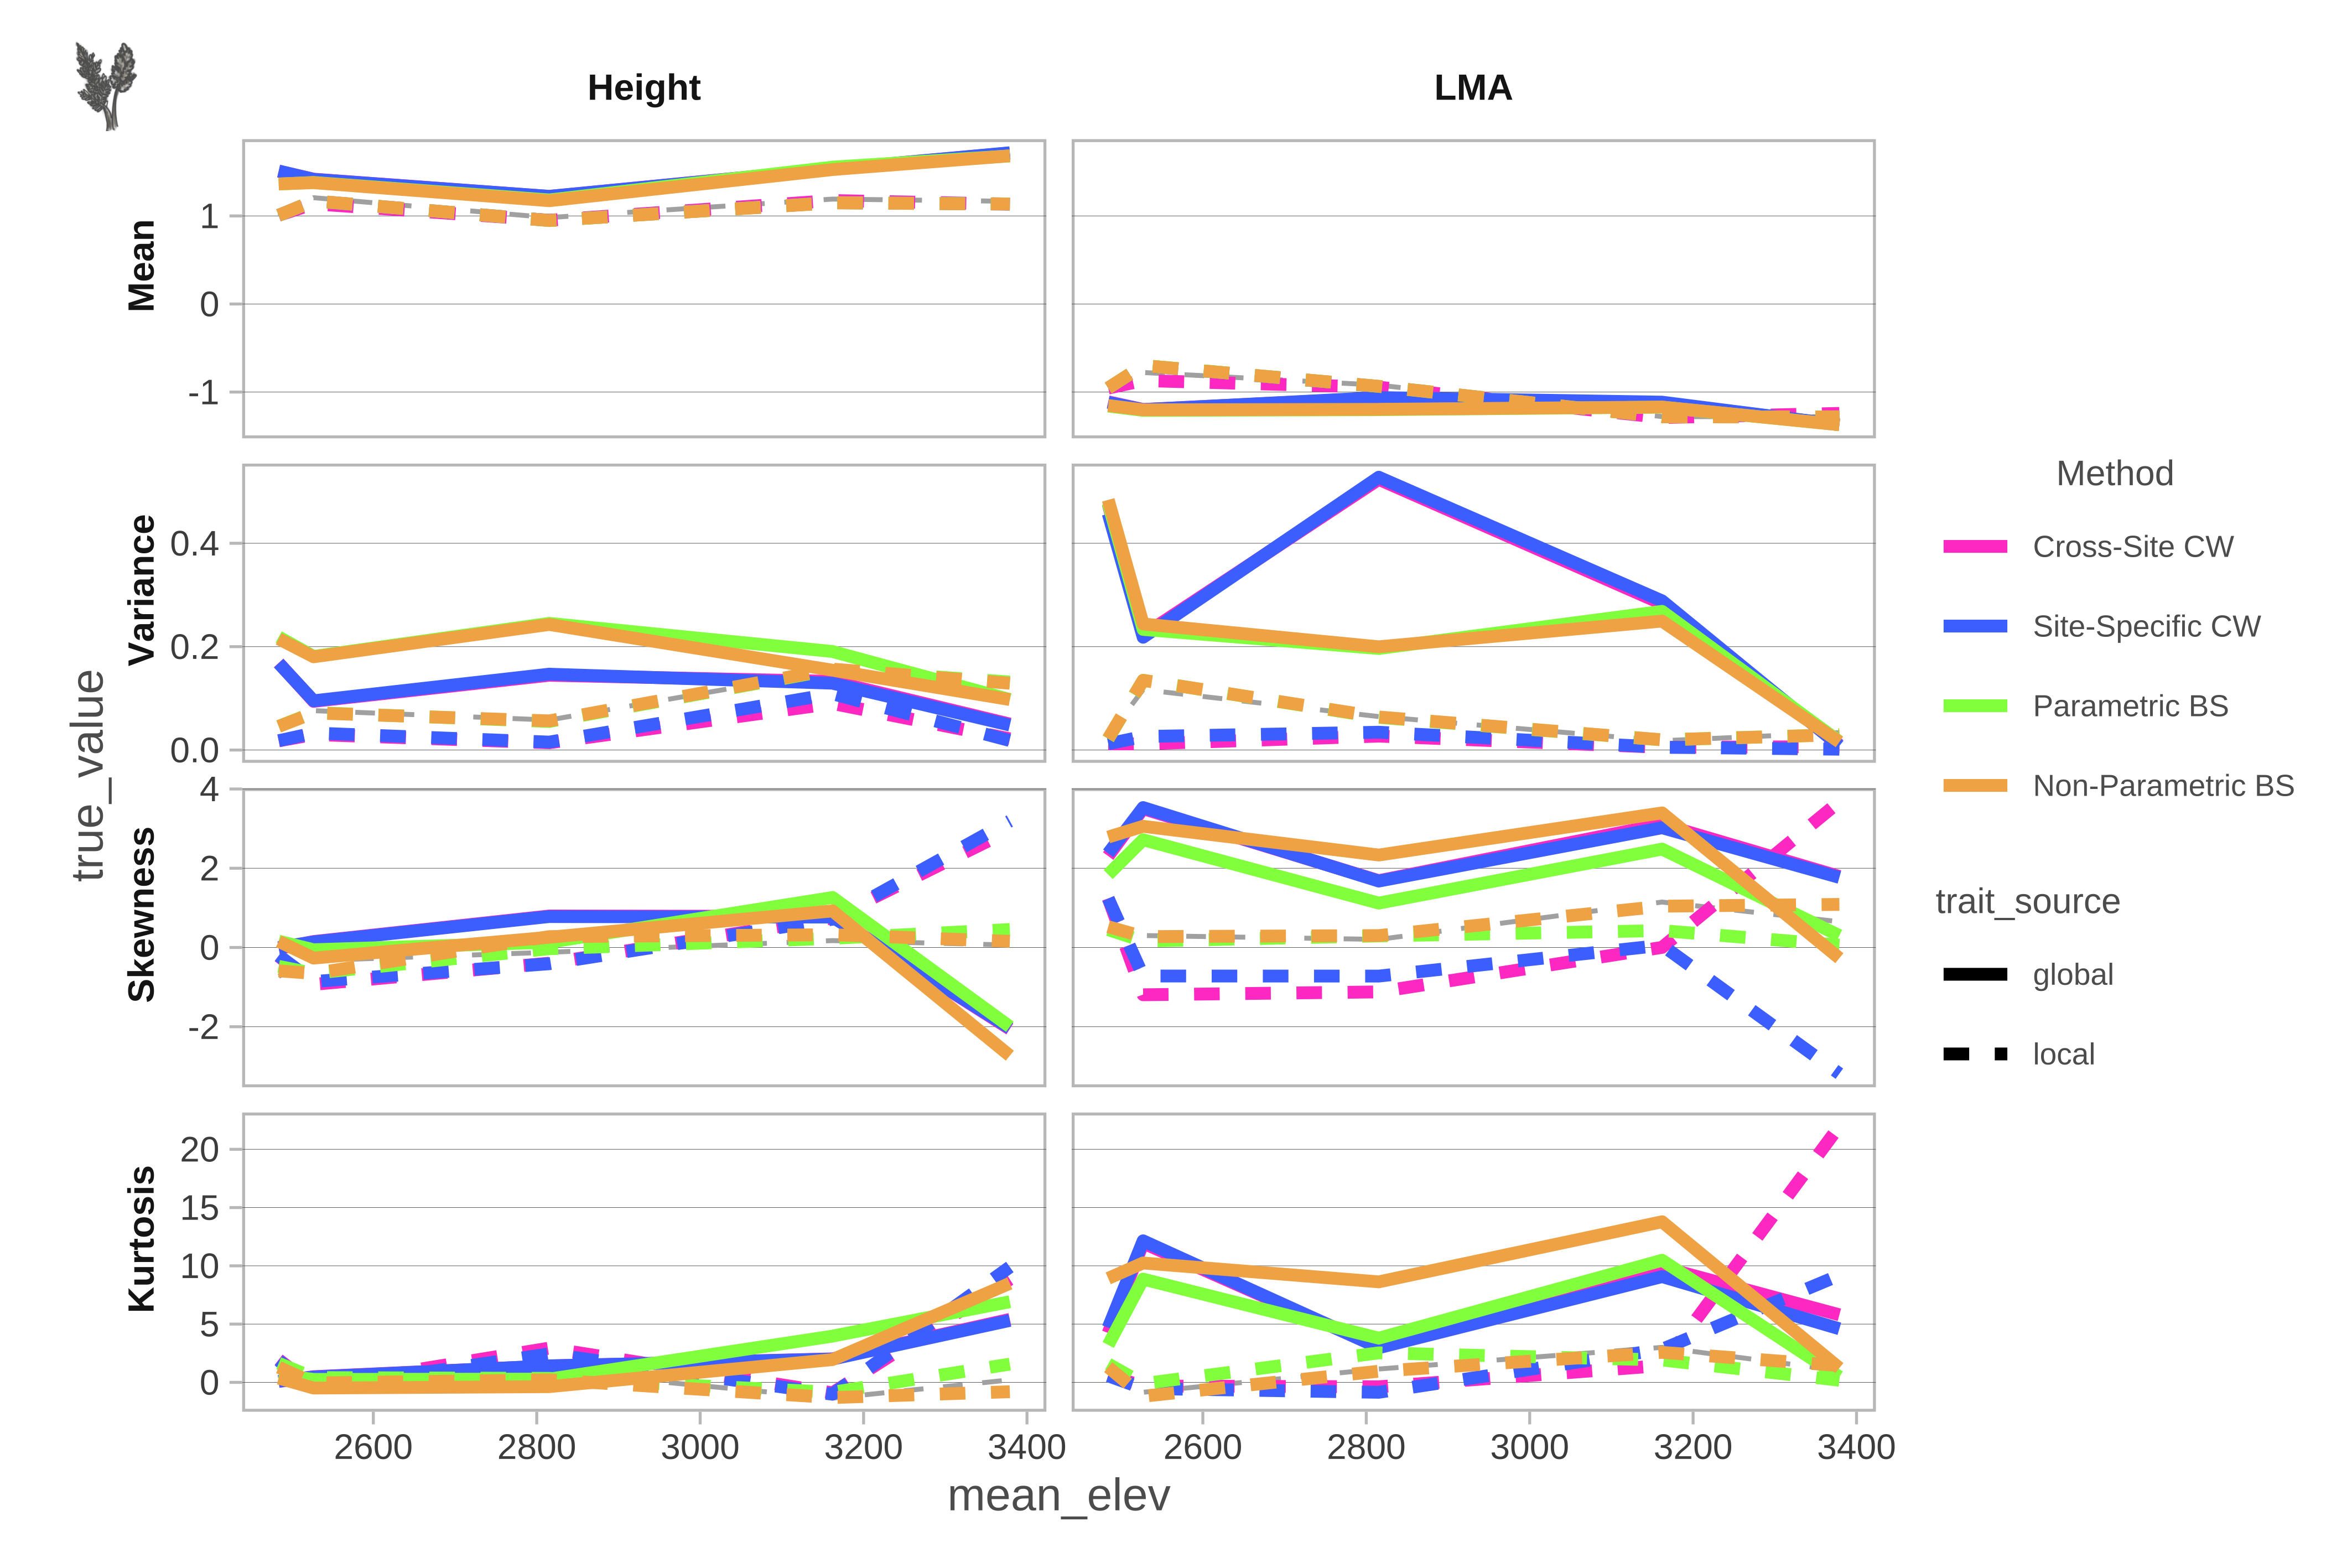 Height
LMA
Mean
1
0
-1
Variance
0.4
0.2
0.0
Skewness
4
2
0
-2
Kurtosis
20
15
10
5
0
true_value
2600 2800 3000 3200 3400
2600 2800 3000 3200 3400
mean_elev
Method
Cross-Site CW
Site-Specific CW
Parametric BS
Non-Parametric BS
trait_source
global
local